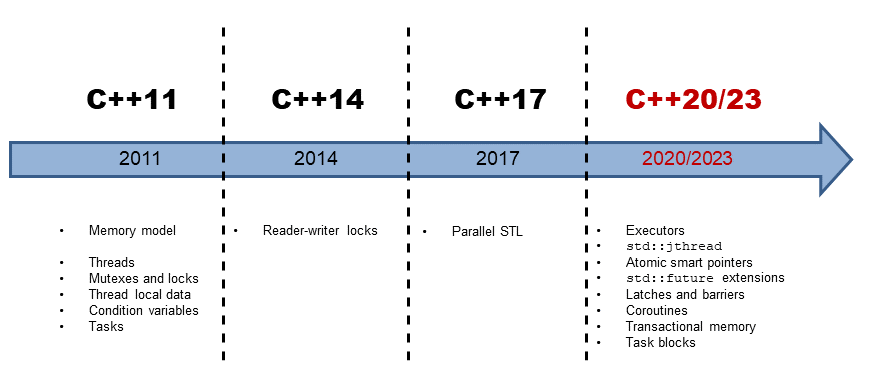 C++11
C++14
C++17
C++20/23
2011
2014
2017
2020/2023
• Memory model
• Threads
• Mutexes and locks
• Thread local data
• Condition variables
• Tasks
• Reader-writer locks
• Parallel STL
• Executors
• std::jthread
• Atomic smart pointers
• std::future extensions
• Latches and barriers
• Coroutines
• Transactional memory
• Task blocks